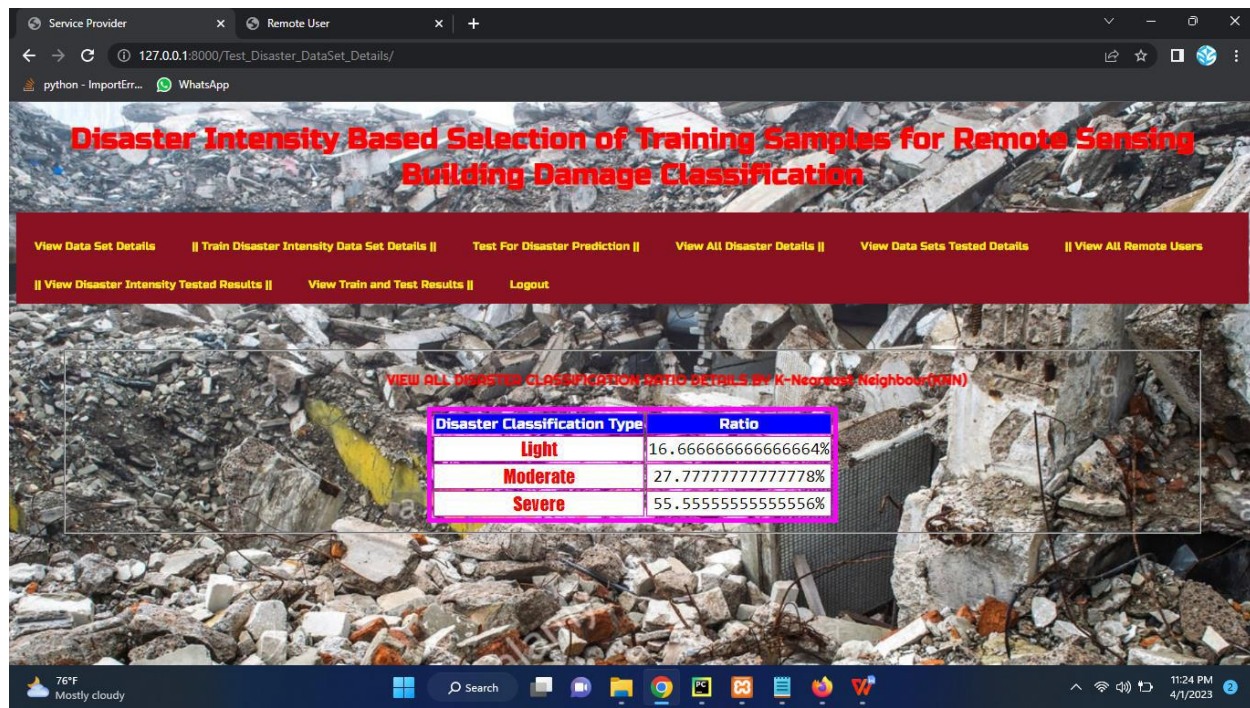 Service Provider
Remote User
127.0.0.1:8000/Test_Disaster_DataSet_Details/
python - ImportErr...
WhatsApp
Disaster Intensity Based Selection of Training Samples for Remote Sensing
Building Damage Classification
View Data Set Details || Train Disaster Intensity Data Set Details || Test For Disaster Prediction || View All Disaster Details || View Data Sets Tested Details || View All Remote Users
|| View Disaster Intensity Tested Results || View Train and Test Results || Logout
VIEW ALL DISASTER CLASSIFICATION RATIO DETAILS BY K-Neareast Neighbour(KNN)
Disaster Classification Type Ratio
Light 16.666666666666664%
Moderate 27.77777777777778%
Severe 55.55555555555556%
76°F
Mostly cloudy
Search
11:24 PM
4/1/2023
2